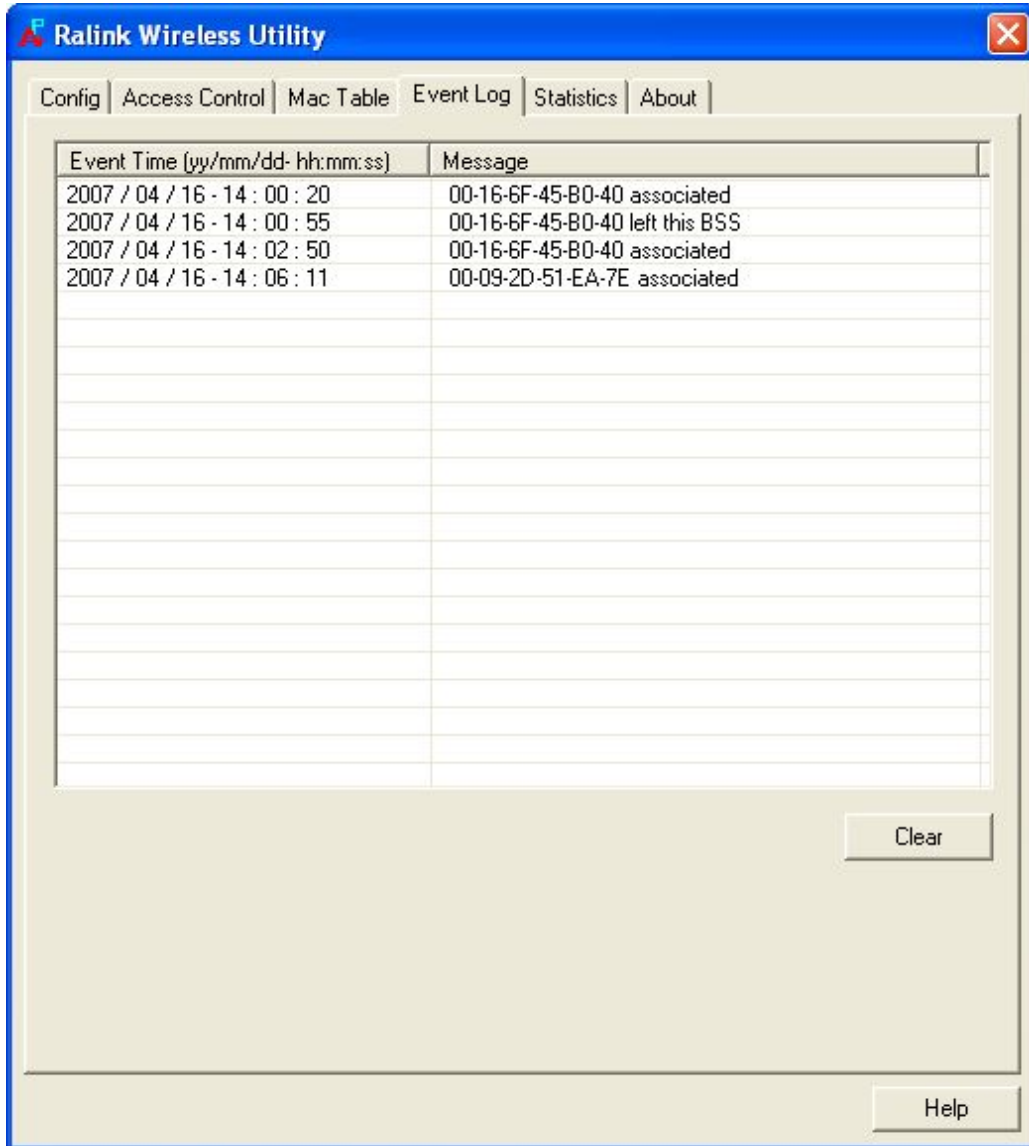 Ralink Wireless Utility
Config Access Control Mac Table Event Log Statistics About
Event Time (yy/mm/dd- hh:mm:ss) Message
2007 / 04 / 16 - 14 : 00 : 20 00-16-6F-45-B0-40 associated
2007 / 04 / 16 - 14 : 00 : 55 00-16-6F-45-B0-40 left this BSS
2007 / 04 / 16 - 14 : 02 : 50 00-16-6F-45-B0-40 associated
2007 / 04 / 16 - 14 : 06 : 11 00-09-2D-51-EA-7E associated
Clear
Help